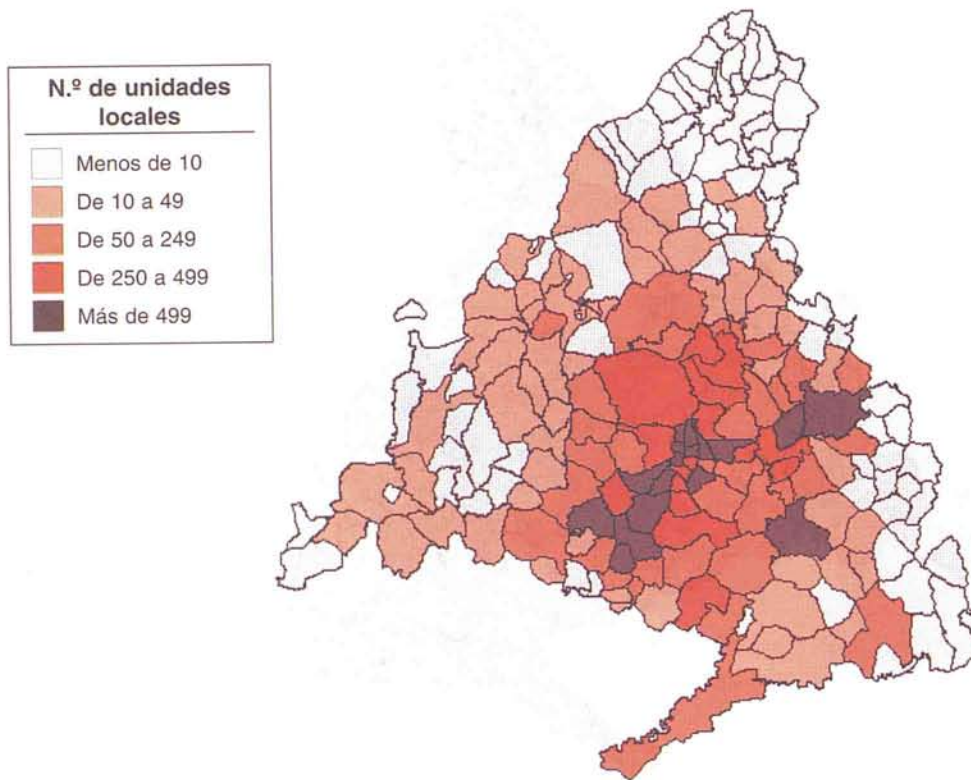 N.º de unidades
locales
Menos de 10
De 10 a 49
De 50 a 249
De 250 a 499
Más de 499